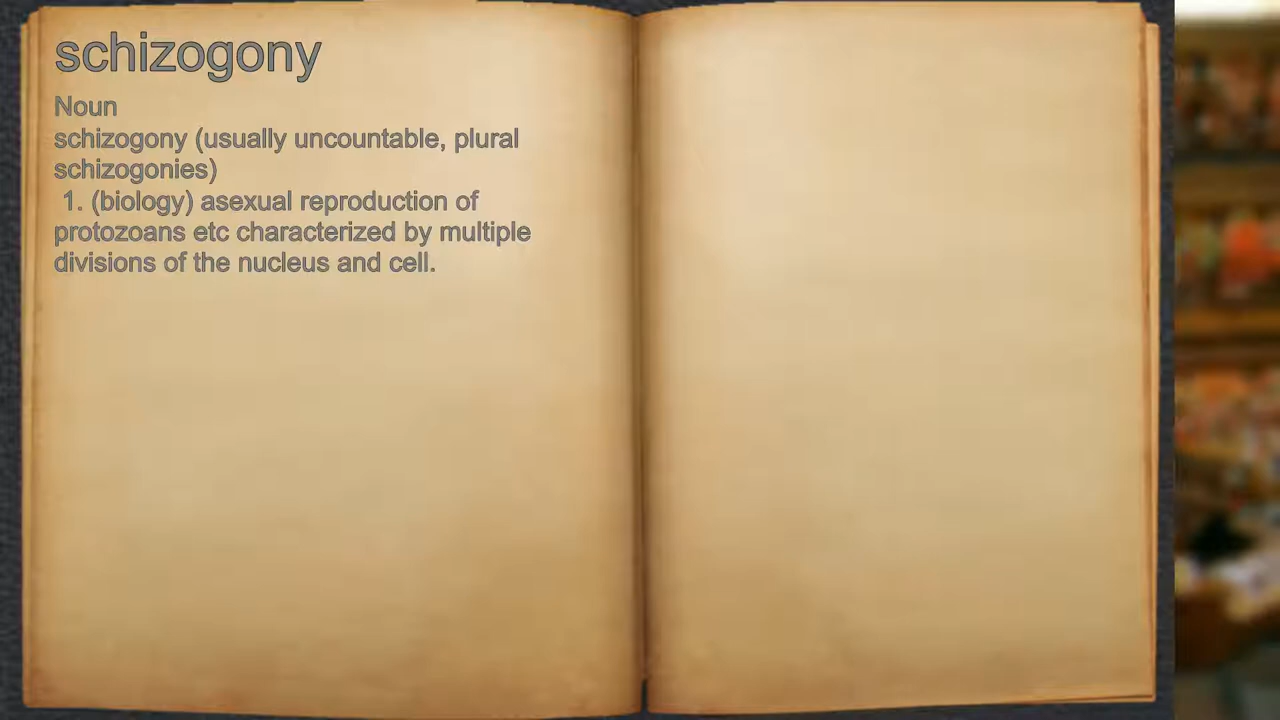 schizogony
Noun
schizogony (usually uncountable, plural
schizogonies)
1. (biology) asexual reproduction of
protozoans etc characterized by multiple
divisions of the nucleus and cell.